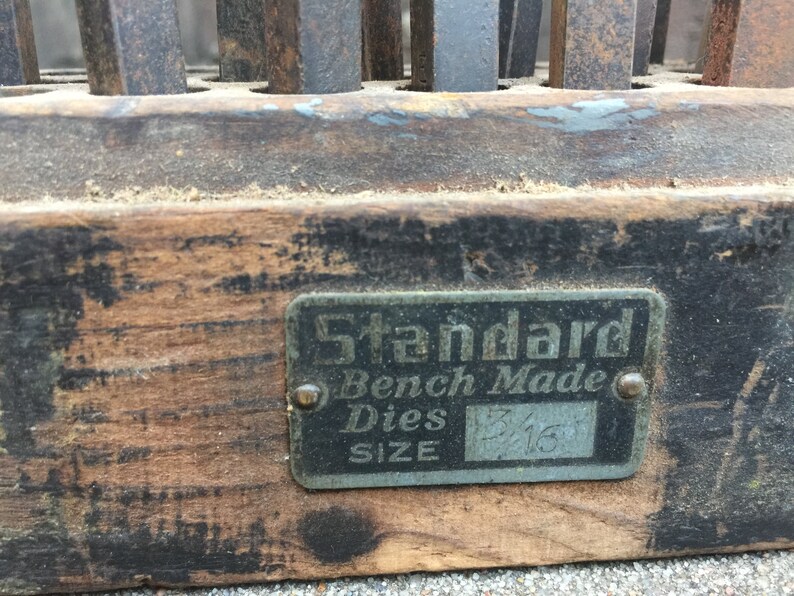 Standard
Bench Made
Dies
SIZE 3/16